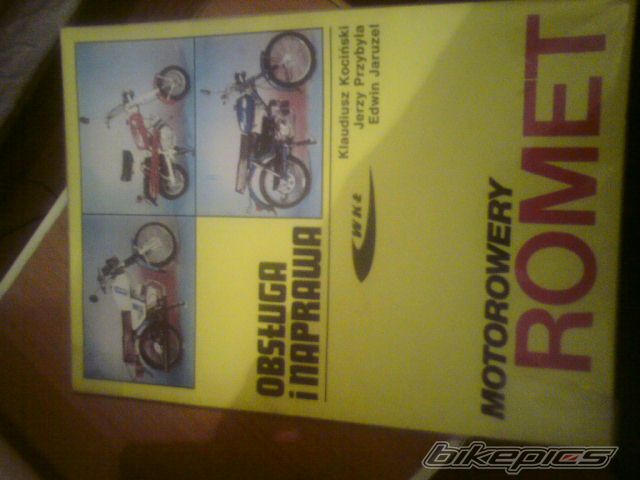 Klaudiusz Kociński
Jerzy Przybyła
Edwin Jaruzel
MOTOROWERY
ROMET
WKŁ
OBSŁUGA
i NAPRAWA
bikepics